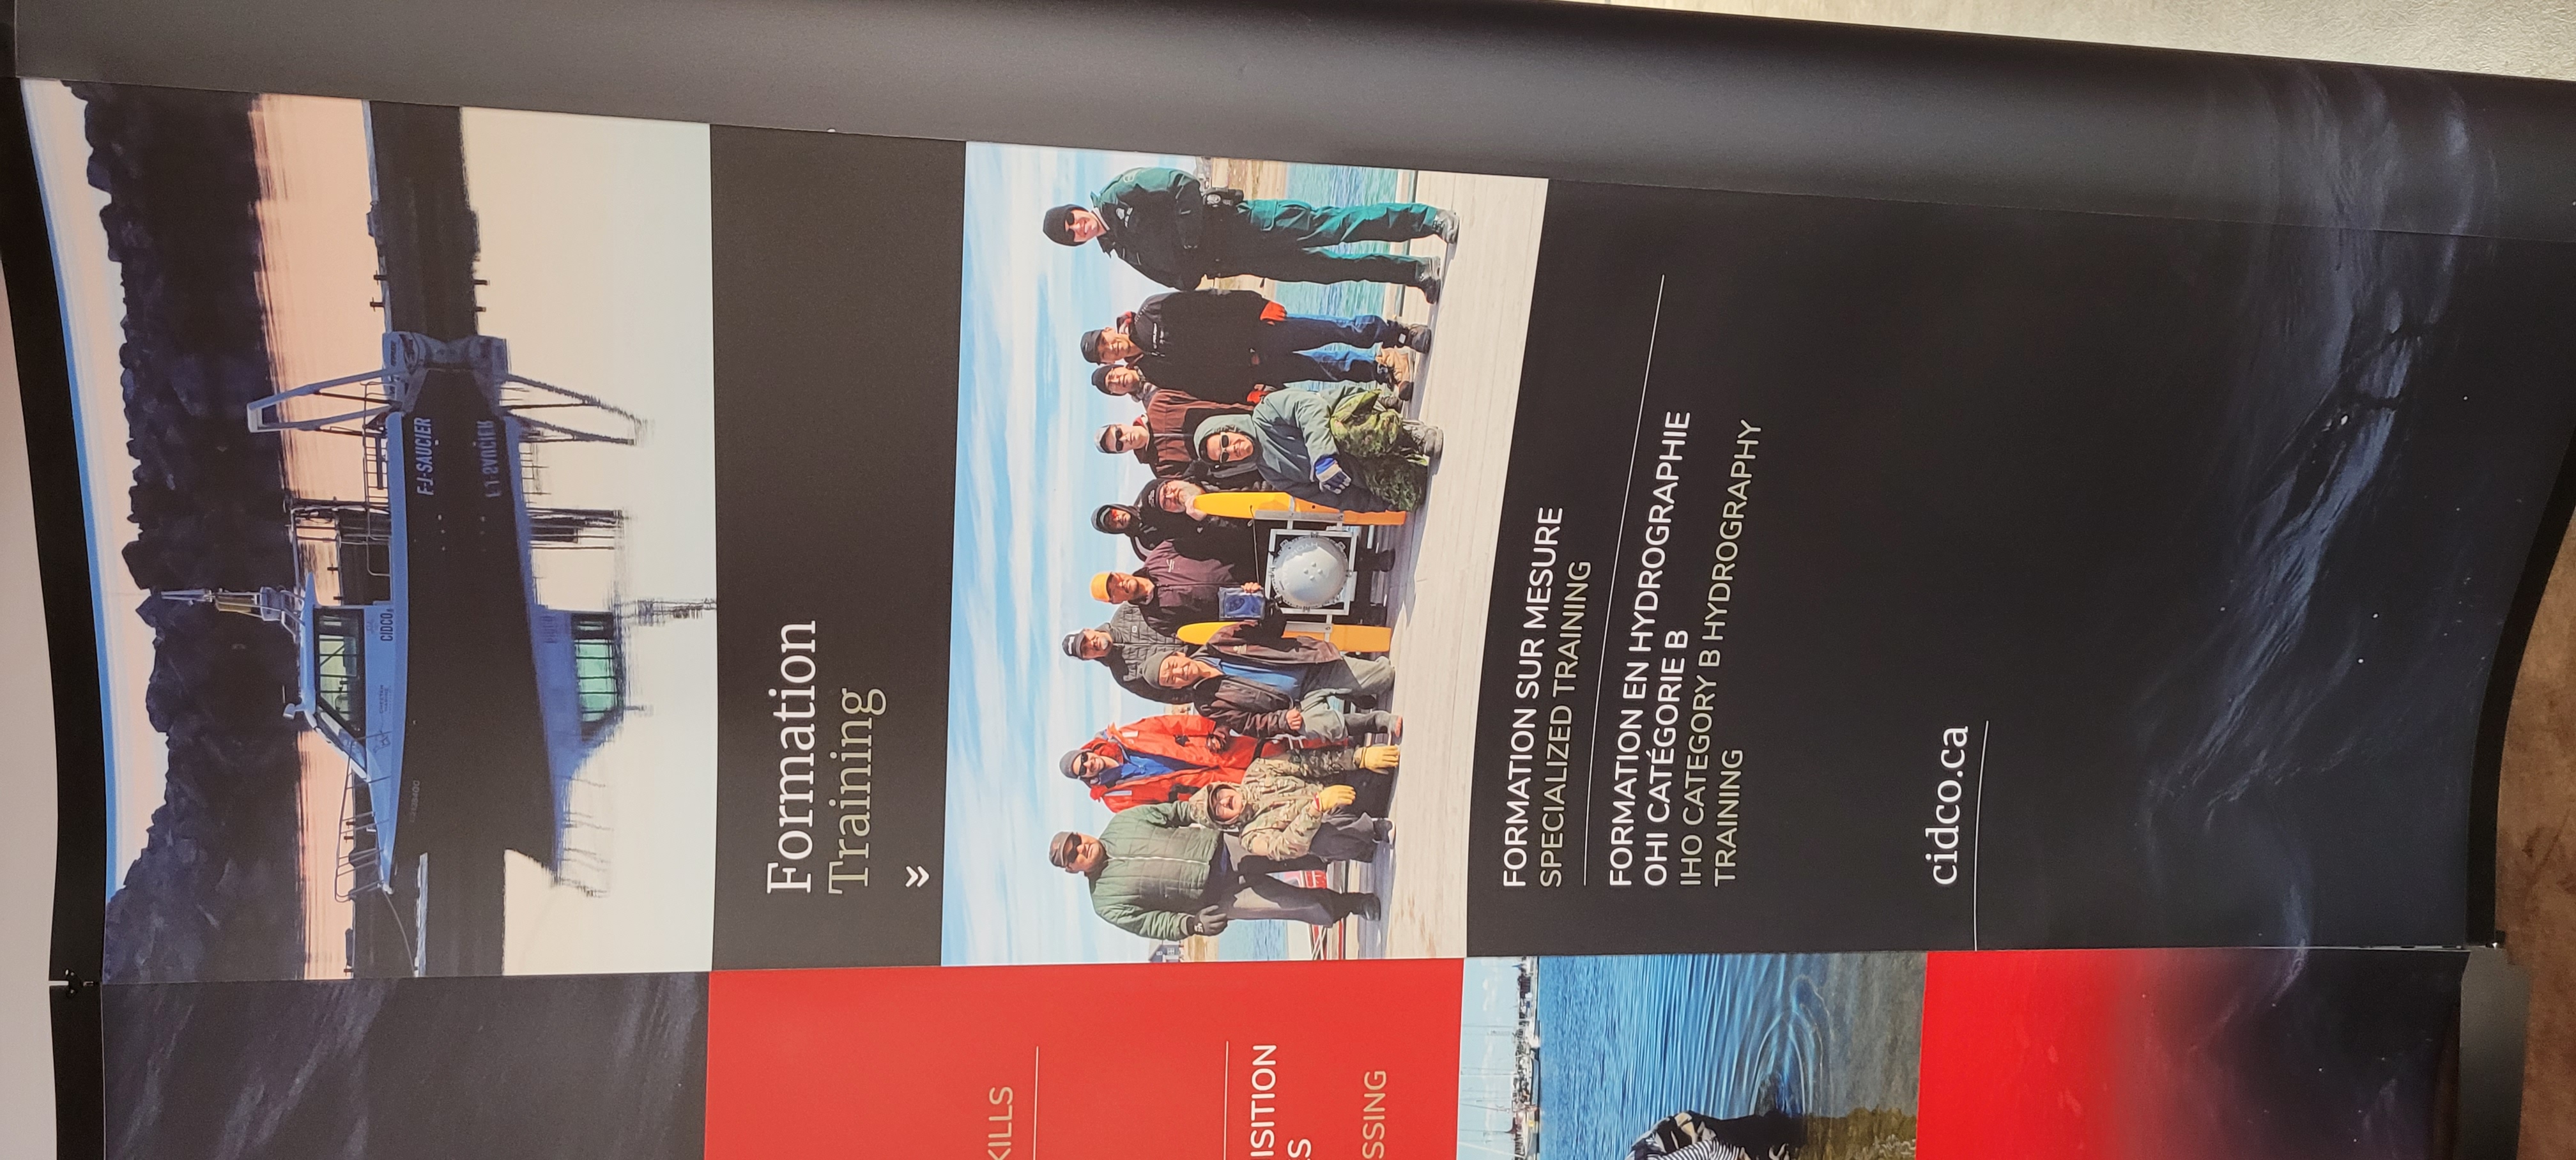 CIDCO
F-J-SAUCIER
Formation
Training
KILLS
ISITION
SSING
FORMATION SUR MESURE
SPECIALIZED TRAINING
FORMATION EN HYDROGRAPHIE
OHI CATÉGORIE B
IHO CATEGORY B HYDROGRAPHY
TRAINING
cidco.ca